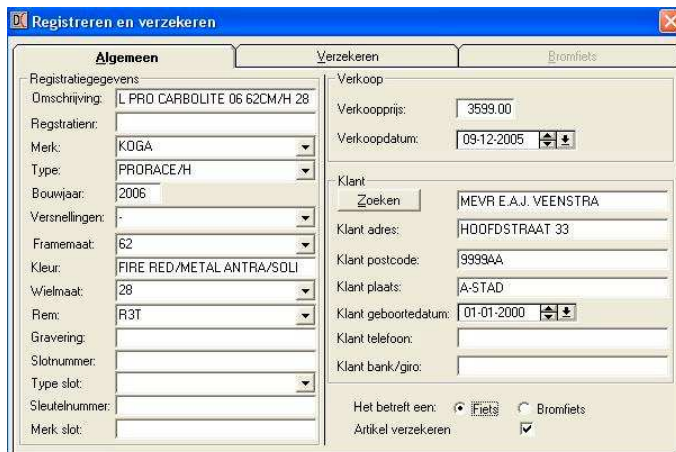 Registreren en verzekeren
Algemeen Verzekeren Bromfiets
Registratiegegevens
Omschrijving: L PRO CARBOLITE 06 62CM/H 28
Regstratienr:
Merk: KOGA
Type: PRORACE/H
Bouwjaar: 2006
Versnellingen: -
Framemaat: 62
Kleur: FIRE RED/METAL ANTRA/SOLI
Wielmaat: 28
Rem: R3T
Gravering:
Slotnummer:
Type slot:
Sleutelnummer:
Merk slot:
Verkoop
Verkoopprijs: 3599.00
Verkoopdatum: 09-12-2005
Klant
Zoeken MEVR E.A.J. VEENSTRA
Klant adres: HOOFDSTRAAT 33
Klant postcode: 9999AA
Klant plaats: A-STAD
Klant geboortedatum: 01-01-2000
Klant telefoon:
Klant bank/giro:
Het betreft een: Fiets Bromfiets
Artikel verzekeren